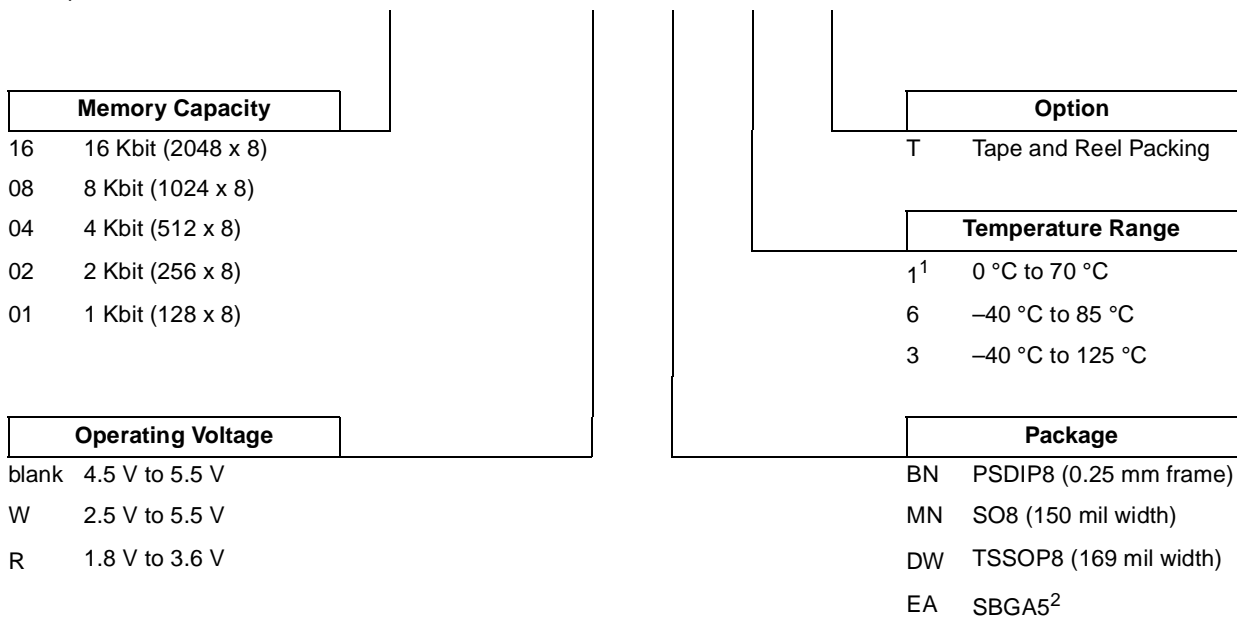 Memory Capacity
16 16 Kbit (2048 x 8)
08 8 Kbit (1024 x 8)
04 4 Kbit (512 x 8)
02 2 Kbit (256 x 8)
01 1 Kbit (128 x 8)
Operating Voltage
blank 4.5 V to 5.5 V
W 2.5 V to 5.5 V
R 1.8 V to 3.6 V
Option
T Tape and Reel Packing
Temperature Range
1¹ 0 °C to 70 °C
6 –40 °C to 85 °C
3 –40 °C to 125 °C
Package
BN PSDIP8 (0.25 mm frame)
MN SO8 (150 mil width)
DW TSSOP8 (169 mil width)
EA SBGA5²